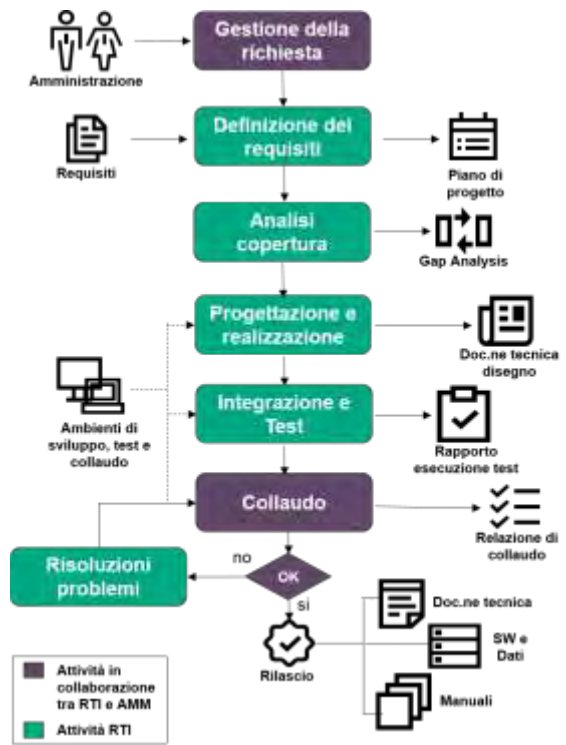 Gestione della
richiesta
Amministrazione
Definizione dei
requisiti
Requisiti
Piano di
progetto
Analisi
copertura
Gap Analysis
Progettazione e
realizzazione
Doc.ne tecnica
disegno
Ambienti di
sviluppo, test e
collaudo
Integrazione e
Test
Rapporto
esecuzione test
Collaudo
Relazione di
collaudo
Risoluzioni
problemi
no
OK
si
Rilascio
Doc.ne tecnica
SW e
Dati
Manuali
Attività in
collaborazione
tra RTI e AMM
Attività RTI